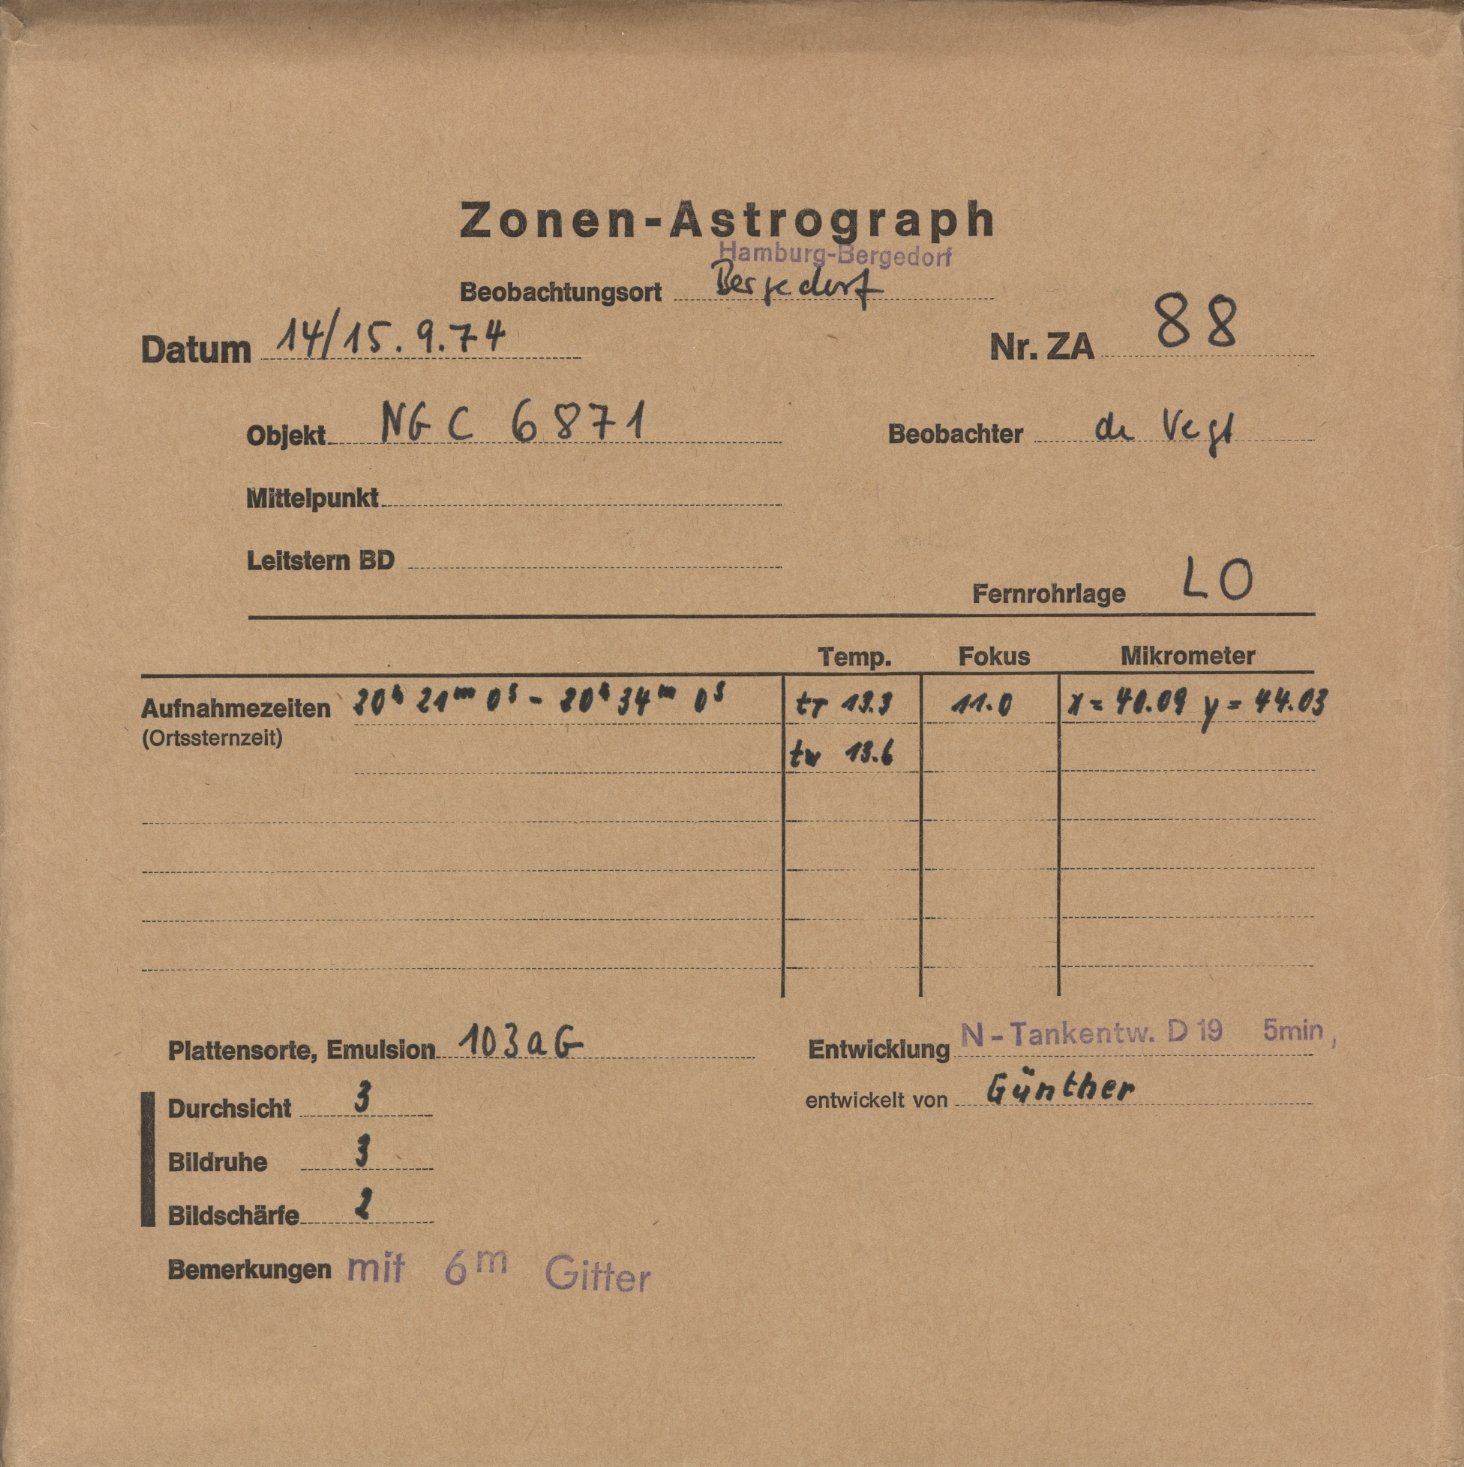 Zonen-Astrograph
Hamburg-Bergedorf
Beobachtungsort Bergedorf
Datum 14/15.9.74 Nr. ZA 88
Objekt NGC 6871 Beobachter de Vegt
Mittelpunkt
Leitstern BD
Fernrohrlage LO
Temp. Fokus Mikrometer
Aufnahmezeiten 20h 21m 0s - 20h 34m 0s tr 13.3 11.0 x = 40.09 y = 44.03
(Ortssternzeit)
tw 13.6
Plattensorte, Emulsion 103aG Entwicklung N-Tankentw. D19 5min,
Durchsicht 3 entwickelt von Günther
Bildruhe 3
Bildschärfe 2
Bemerkungen mit 6m Gitter